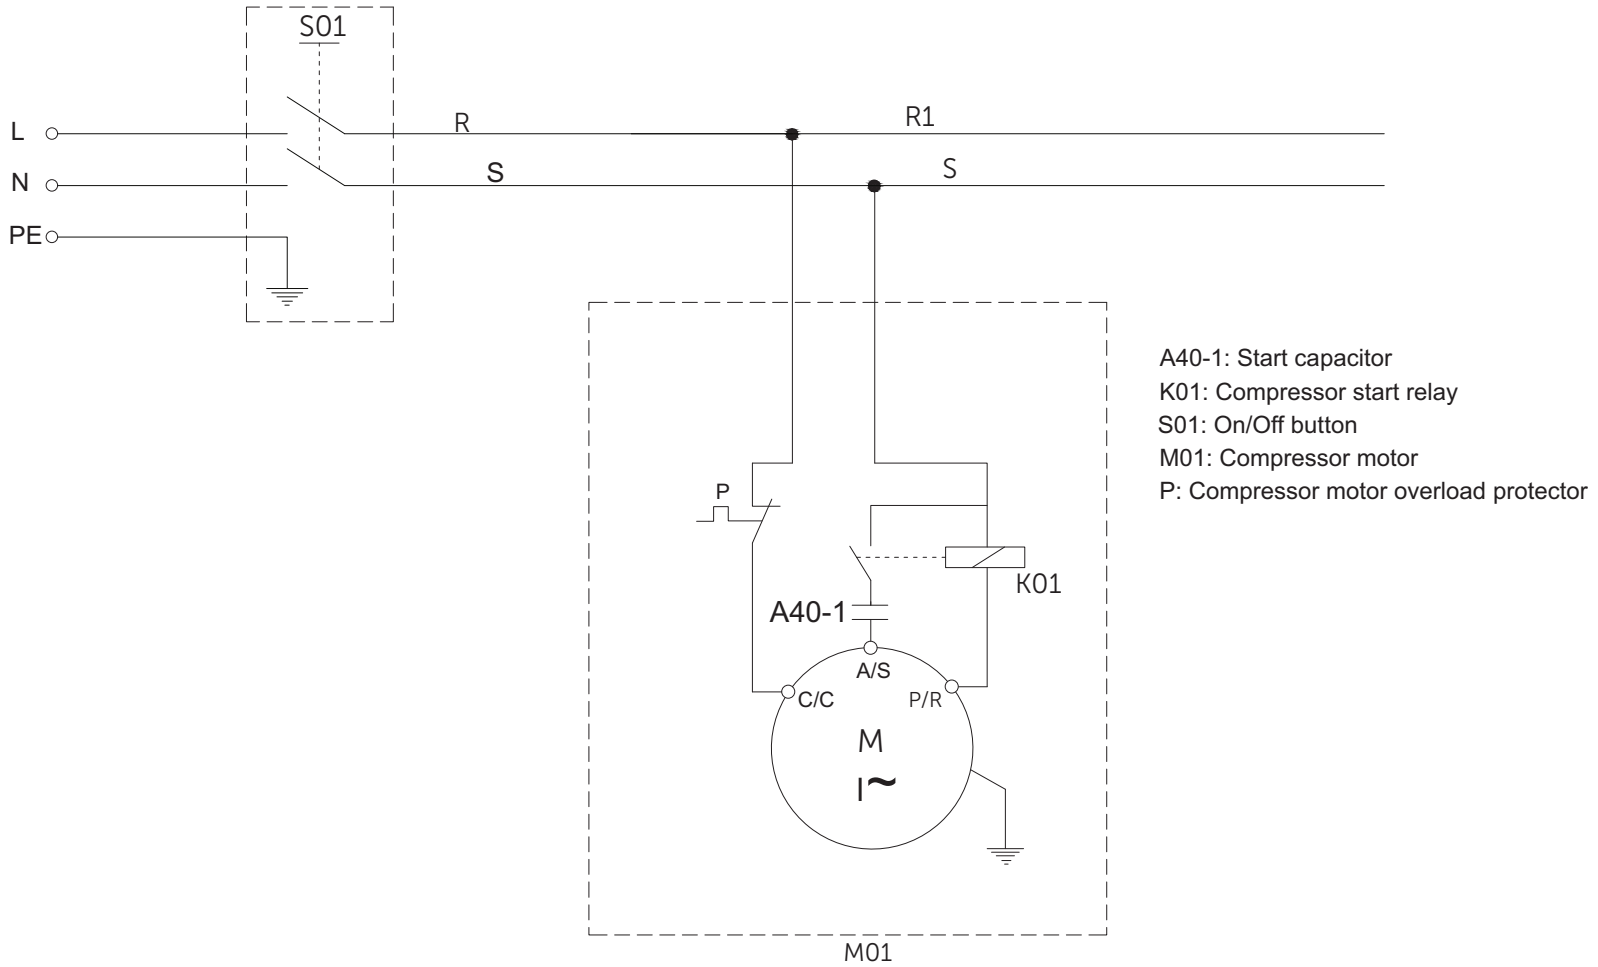 S01
L
R
R1
N
S
S
PE
A40-1: Start capacitor
K01: Compressor start relay
S01: On/Off button
M01: Compressor motor
P: Compressor motor overload protector
P
K01
A40-1
A/S
C/C
P/R
M
I~
M01